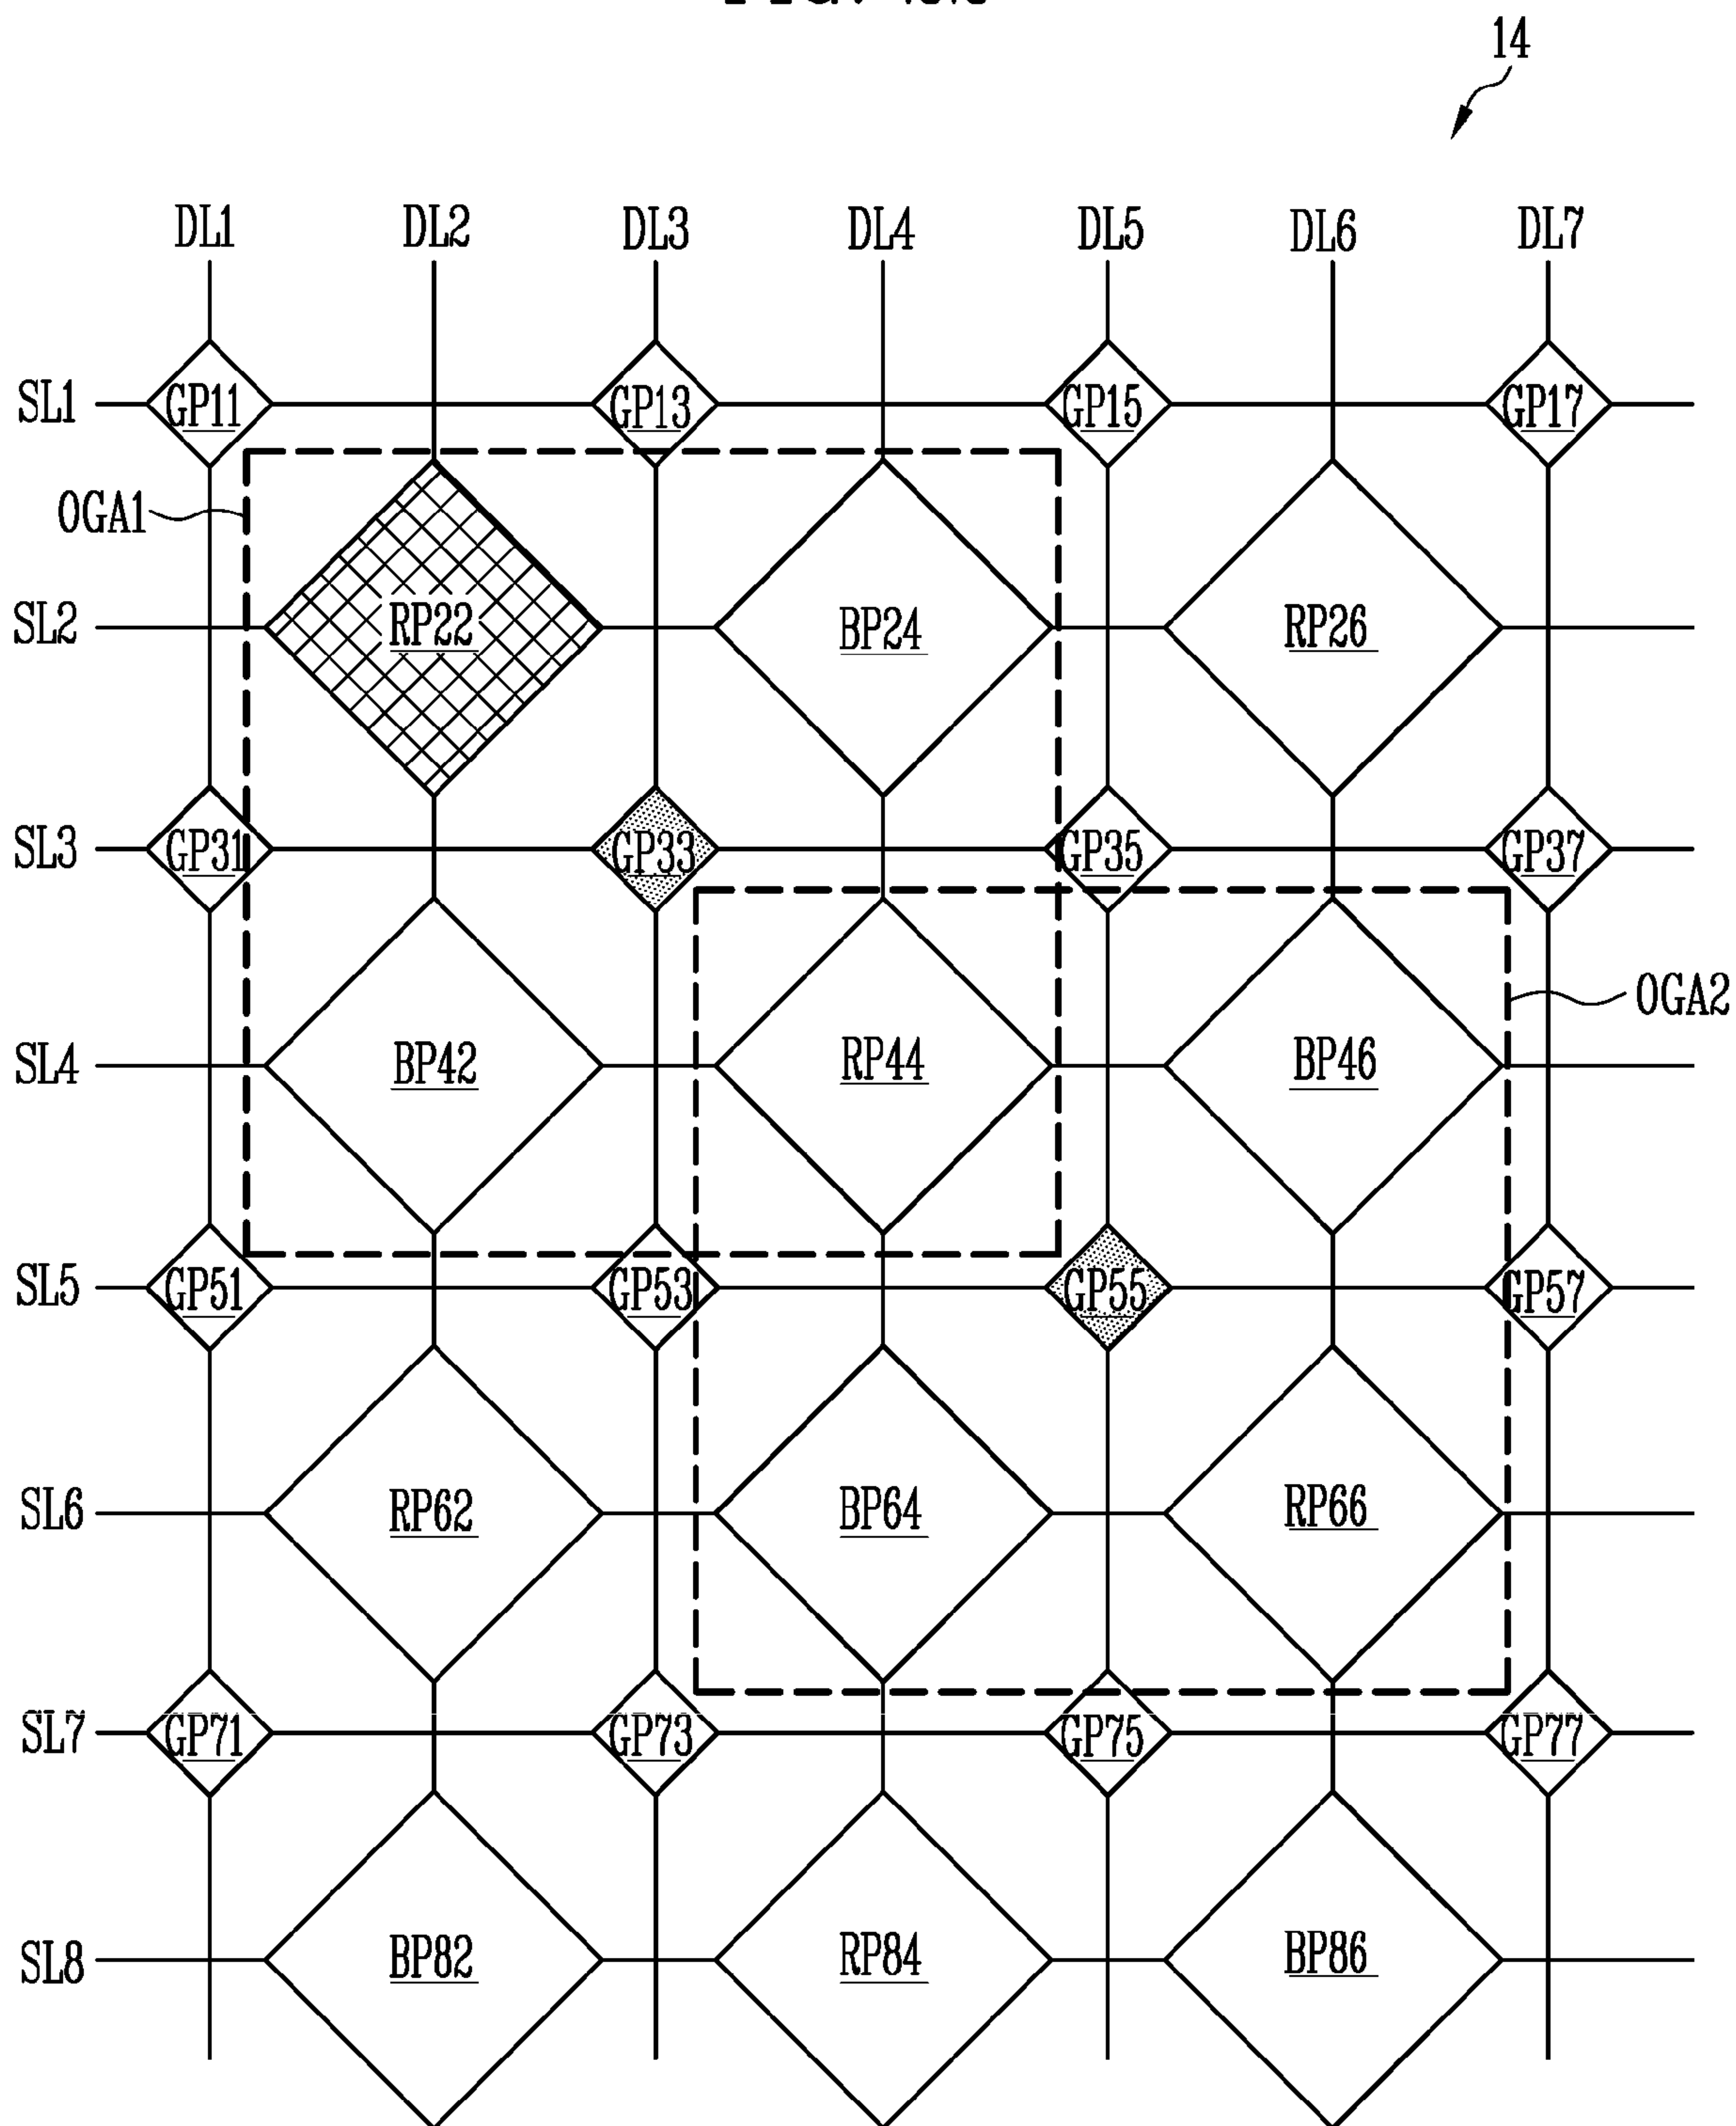 14
DL1 DL2 DL3 DL4 DL5 DL6 DL7
SL1 GP11 GP13 GP15 GP17
OGA1
SL2 RP22 BP24 RP26
SL3 GP31 GP33 GP35 GP37
OGA2
SL4 BP42 RP44 BP46
SL5 GP51 GP53 GP55 GP57
SL6 RP62 BP64 RP66
SL7 GP71 GP73 GP75 GP77
SL8 BP82 RP84 BP86